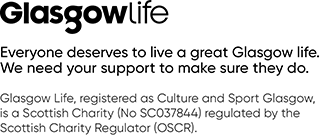 Glasgowlife
Everyone deserves to live a great Glasgow life.
We need your support to make sure they do.
Glasgow Life, registered as Culture and Sport Glasgow,
is a Scottish Charity (No SC037844) regulated by the
Scottish Charity Regulator (OSCR).